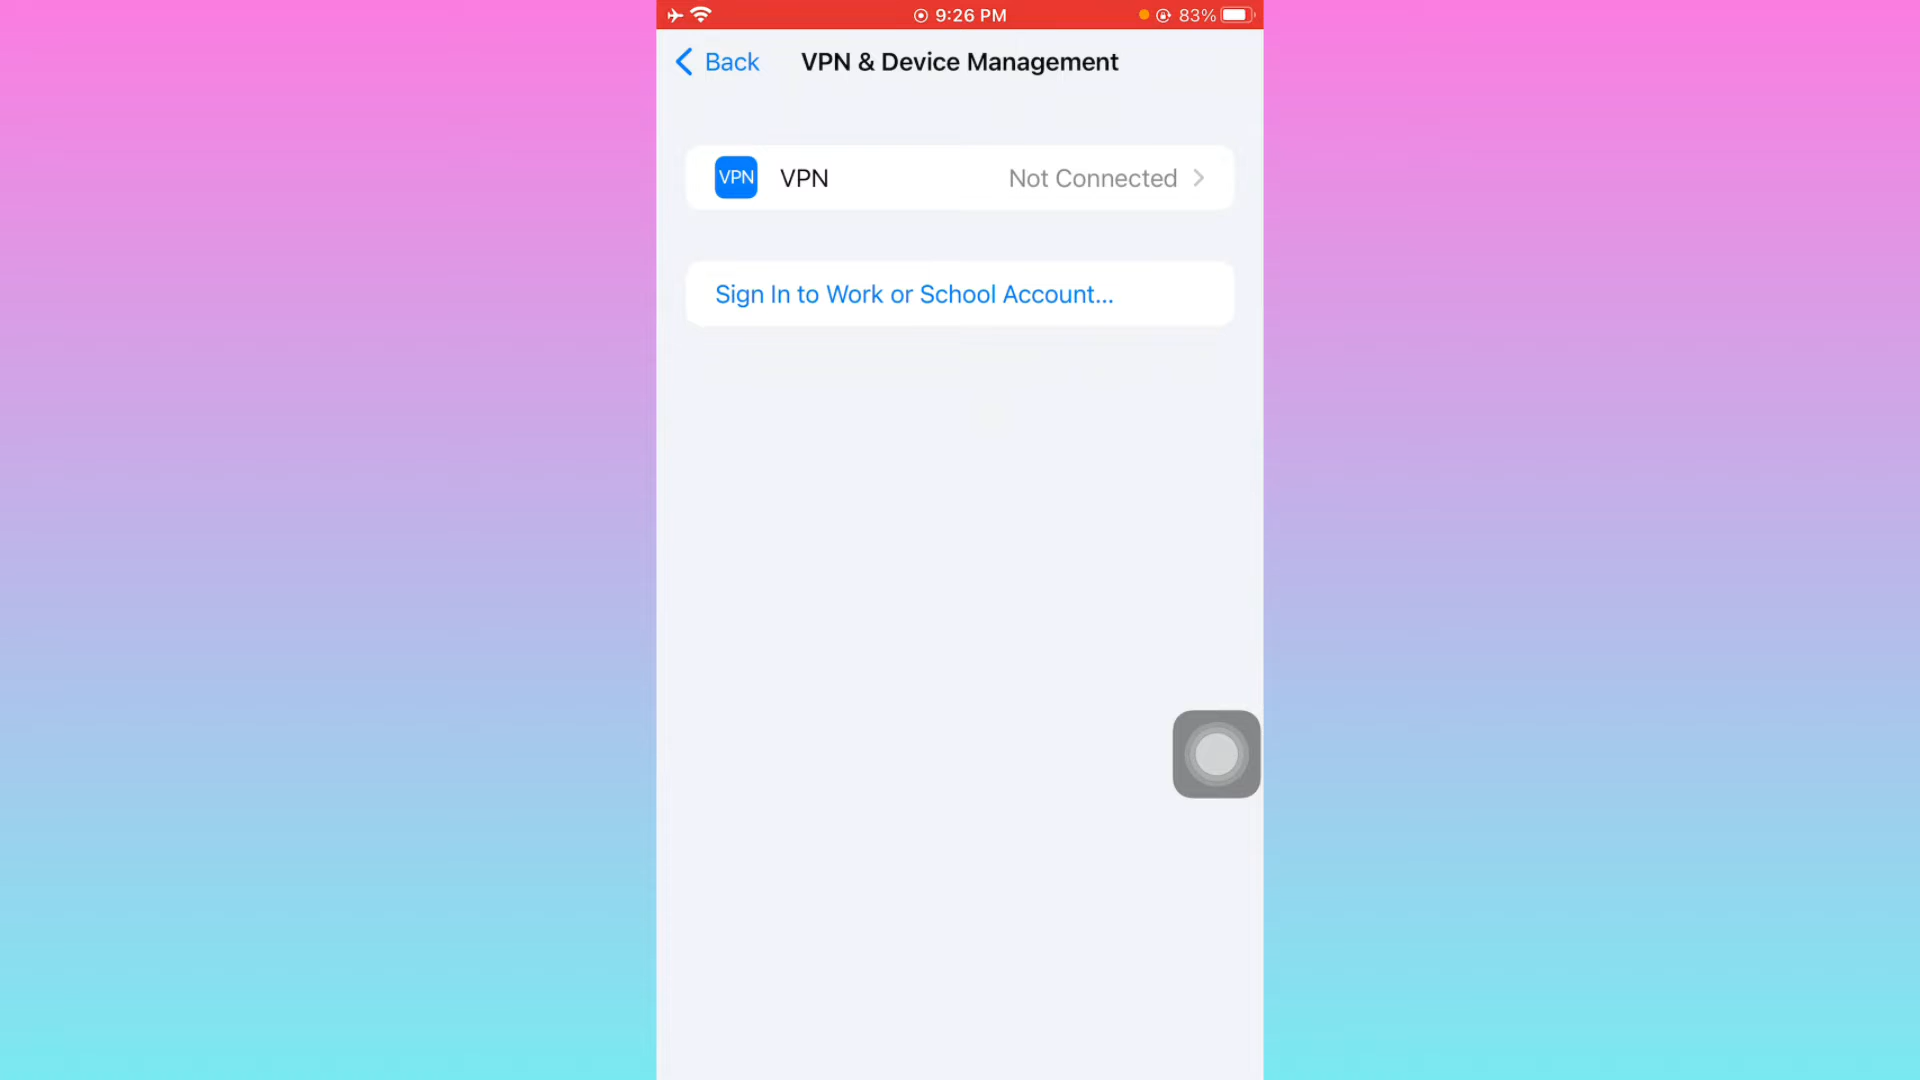 9:26 PM
83%
Back
VPN & Device Management
VPN
VPN
Not Connected
Sign In to Work or School Account...